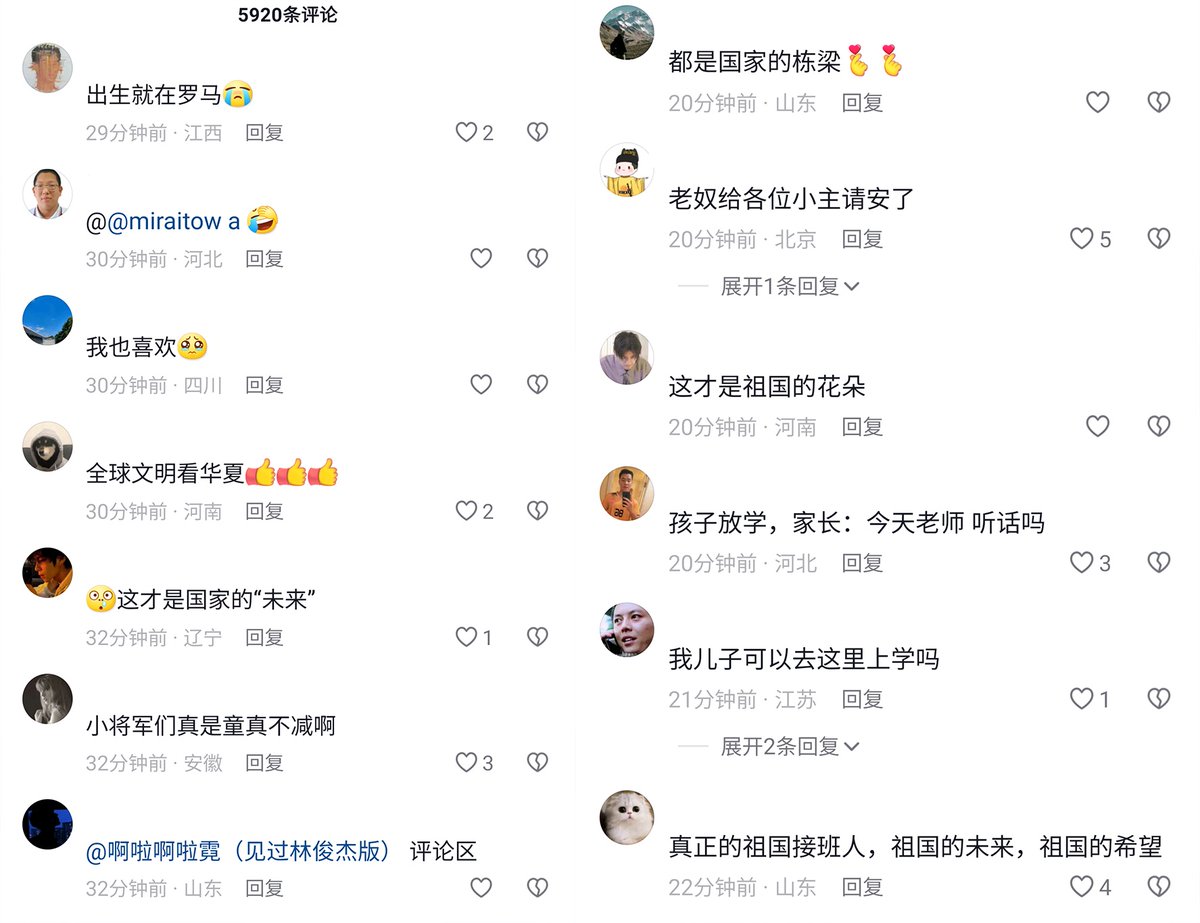 5920条评论
出生就在罗马😭
29分钟前 · 江西 回复 2
@@miraitow a 🤣
30分钟前 · 河北 回复
我也喜欢🥹
30分钟前 · 四川 回复
全球文明看华夏👍👍👍
30分钟前 · 河南 回复 2
🫢这才是国家的“未来”
32分钟前 · 辽宁 回复 1
小将军们真是童真不减啊
32分钟前 · 安徽 回复 3
@啊啦啊啦霓（见过林俊杰版） 评论区
32分钟前 · 山东 回复
都是国家的栋梁🫰🫰
20分钟前 · 山东 回复
老奴给各位小主请安了
20分钟前 · 北京 回复 5
展开1条回复
这才是祖国的花朵
20分钟前 · 河南 回复
孩子放学，家长：今天老师 听话吗
20分钟前 · 河北 回复 3
我儿子可以去这里上学吗
21分钟前 · 江苏 回复 1
展开2条回复
真正的祖国接班人，祖国的未来，祖国的希望
22分钟前 · 山东 回复 4